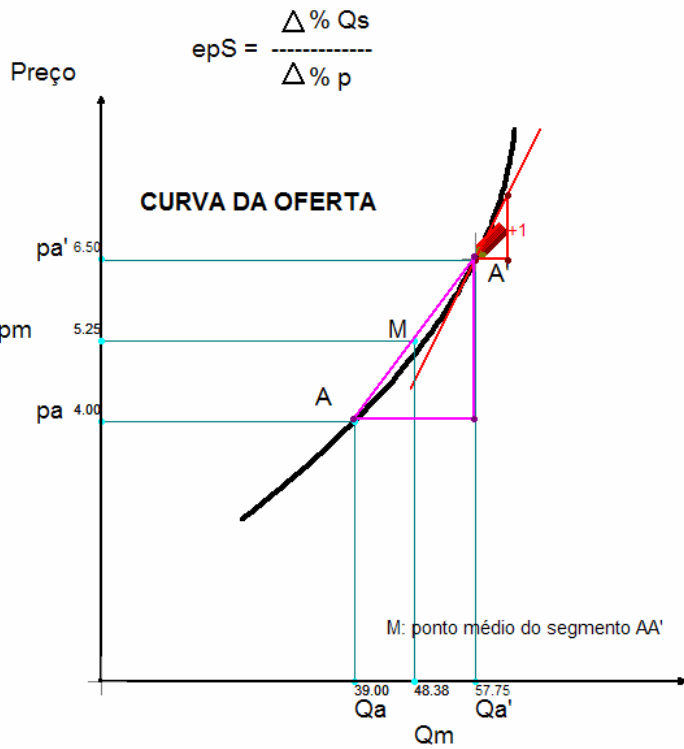 △ % Qs
epS = -------------
△ % p
Preço
CURVA DA OFERTA
+1
pa' 6.50
A'
pm 5.25
M
A
pa 4.00
M: ponto médio do segmento AA'
39.00 48.38 57.75
Qa Qa'
Qm